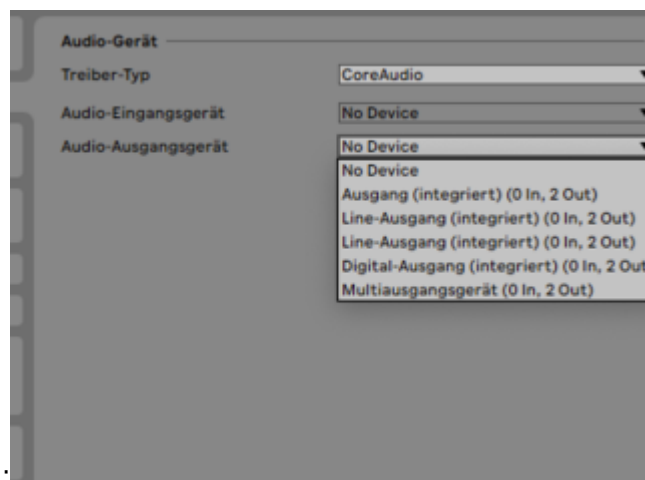 Audio-Gerät
Treiber-Typ CoreAudio
Audio-Eingangsgerät No Device
Audio-Ausgangsgerät No Device
No Device
Ausgang (integriert) (0 In, 2 Out)
Line-Ausgang (integriert) (0 In, 2 Out)
Line-Ausgang (integriert) (0 In, 2 Out)
Digital-Ausgang (integriert) (0 In, 2 Out
Multiausgangsgerät (0 In, 2 Out)
.